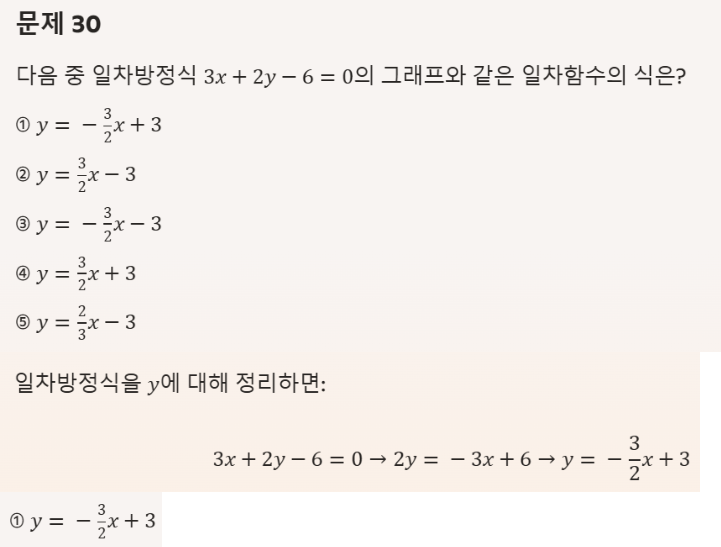 문제 30
다음 중 일차방정식 3x + 2y − 6 = 0의 그래프와 같은 일차함수의 식은?
① y = −3/2x + 3
② y = 3/2x − 3
③ y = −3/2x − 3
④ y = 3/2x + 3
⑤ y = 2/3x − 3
일차방정식을 y에 대해 정리하면:
3x + 2y − 6 = 0 → 2y = −3x + 6 → y = −3/2x + 3
① y = −3/2x + 3